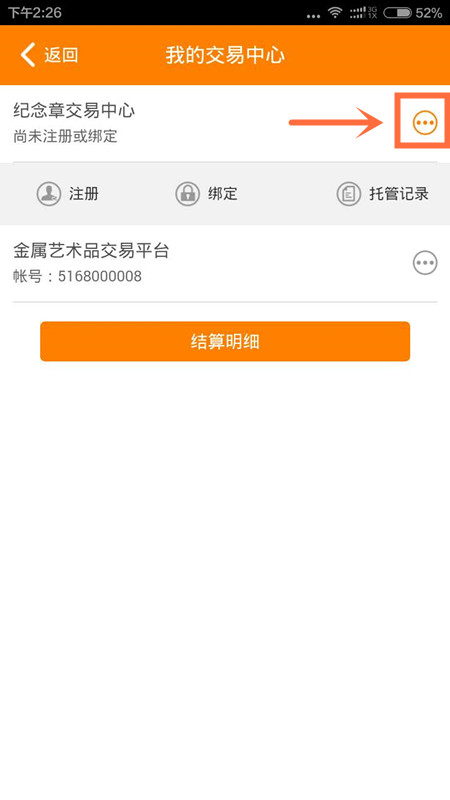 下午2:26 ... 3G 1X 52%
返回 我的交易中心
纪念章交易中心
尚未注册或绑定
注册 绑定 托管记录
金属艺术品交易平台
帐号：5168000008
结算明细